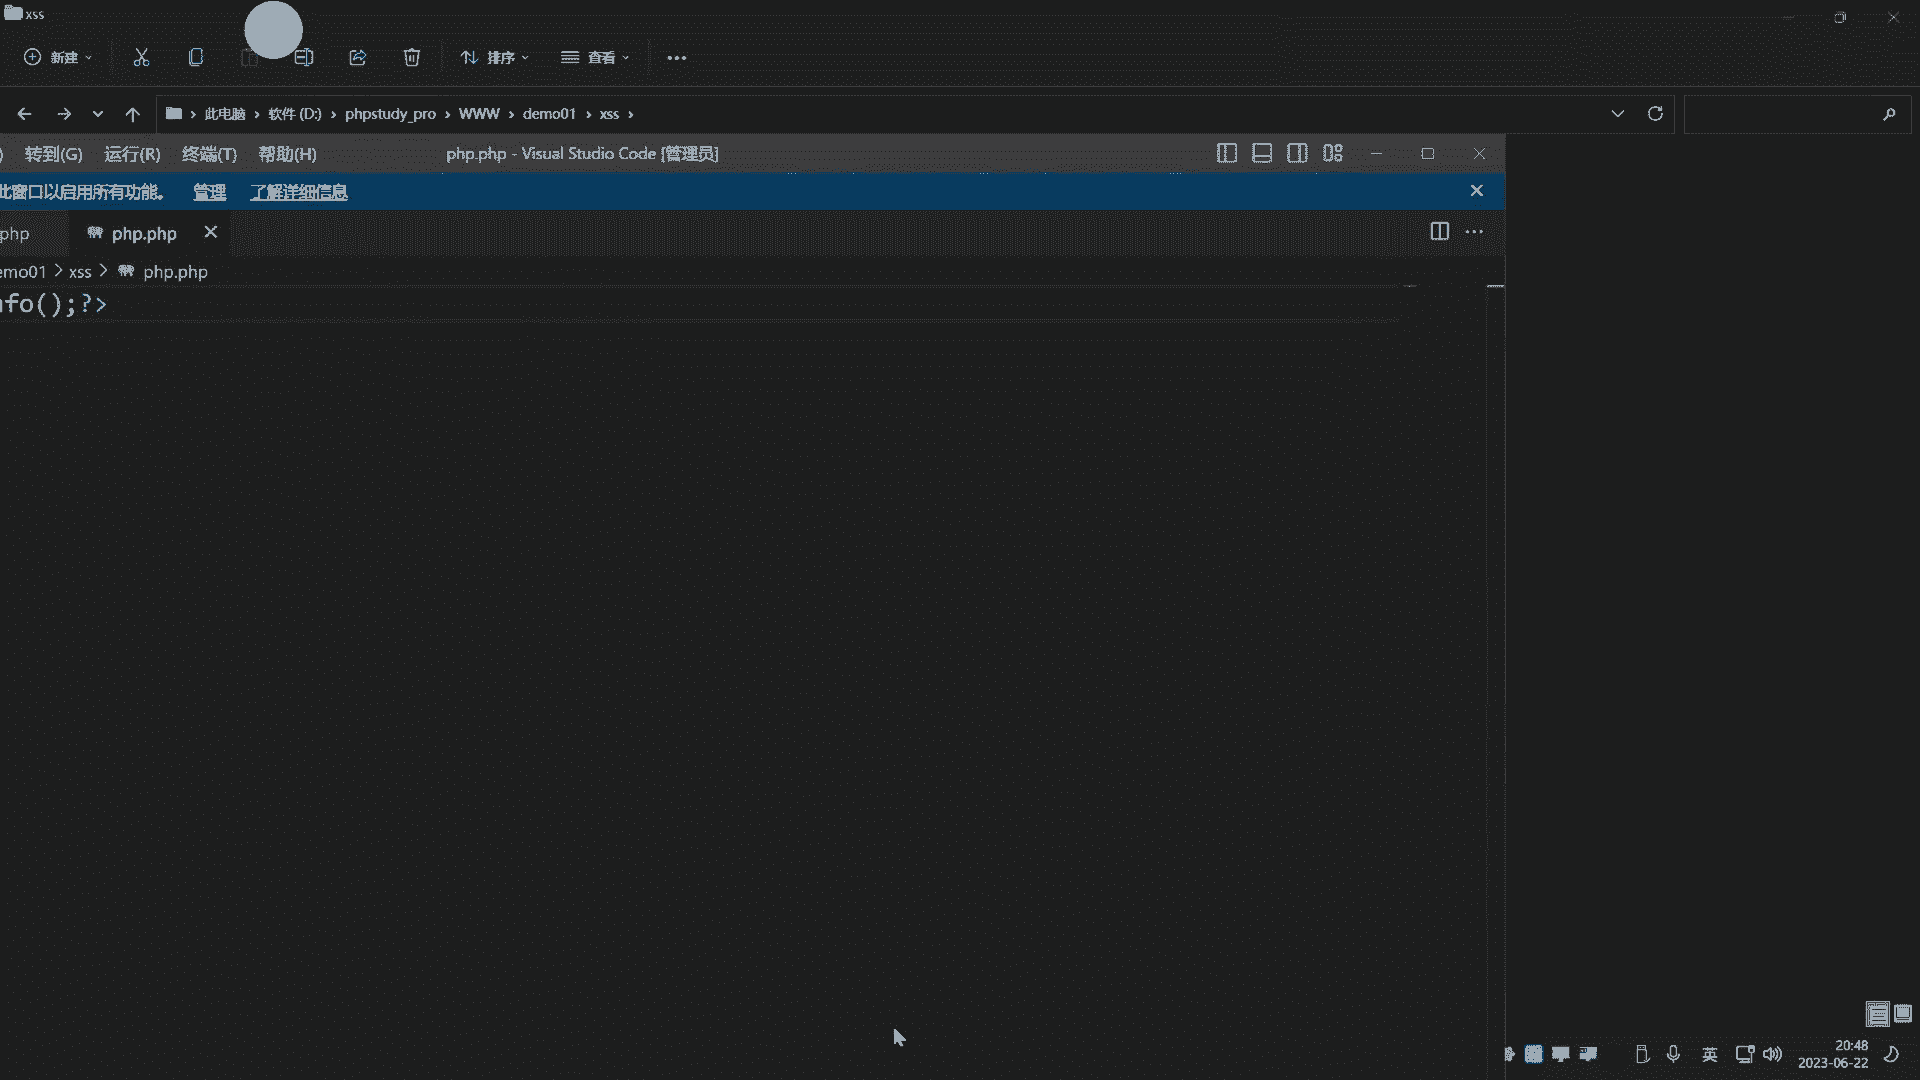 xss
新建
排序
查看
此电脑 › 软件 (D:) › phpstudy_pro › WWW › demo01 › xss ›
) 转到(G) 运行(R) 终端(T) 帮助(H) php.php - Visual Studio Code [管理员]
此窗口以启用所有功能。 管理 了解详细信息
php php.php
emo01 > xss > php.php
nfo();?>
英
20:48
2023-06-22